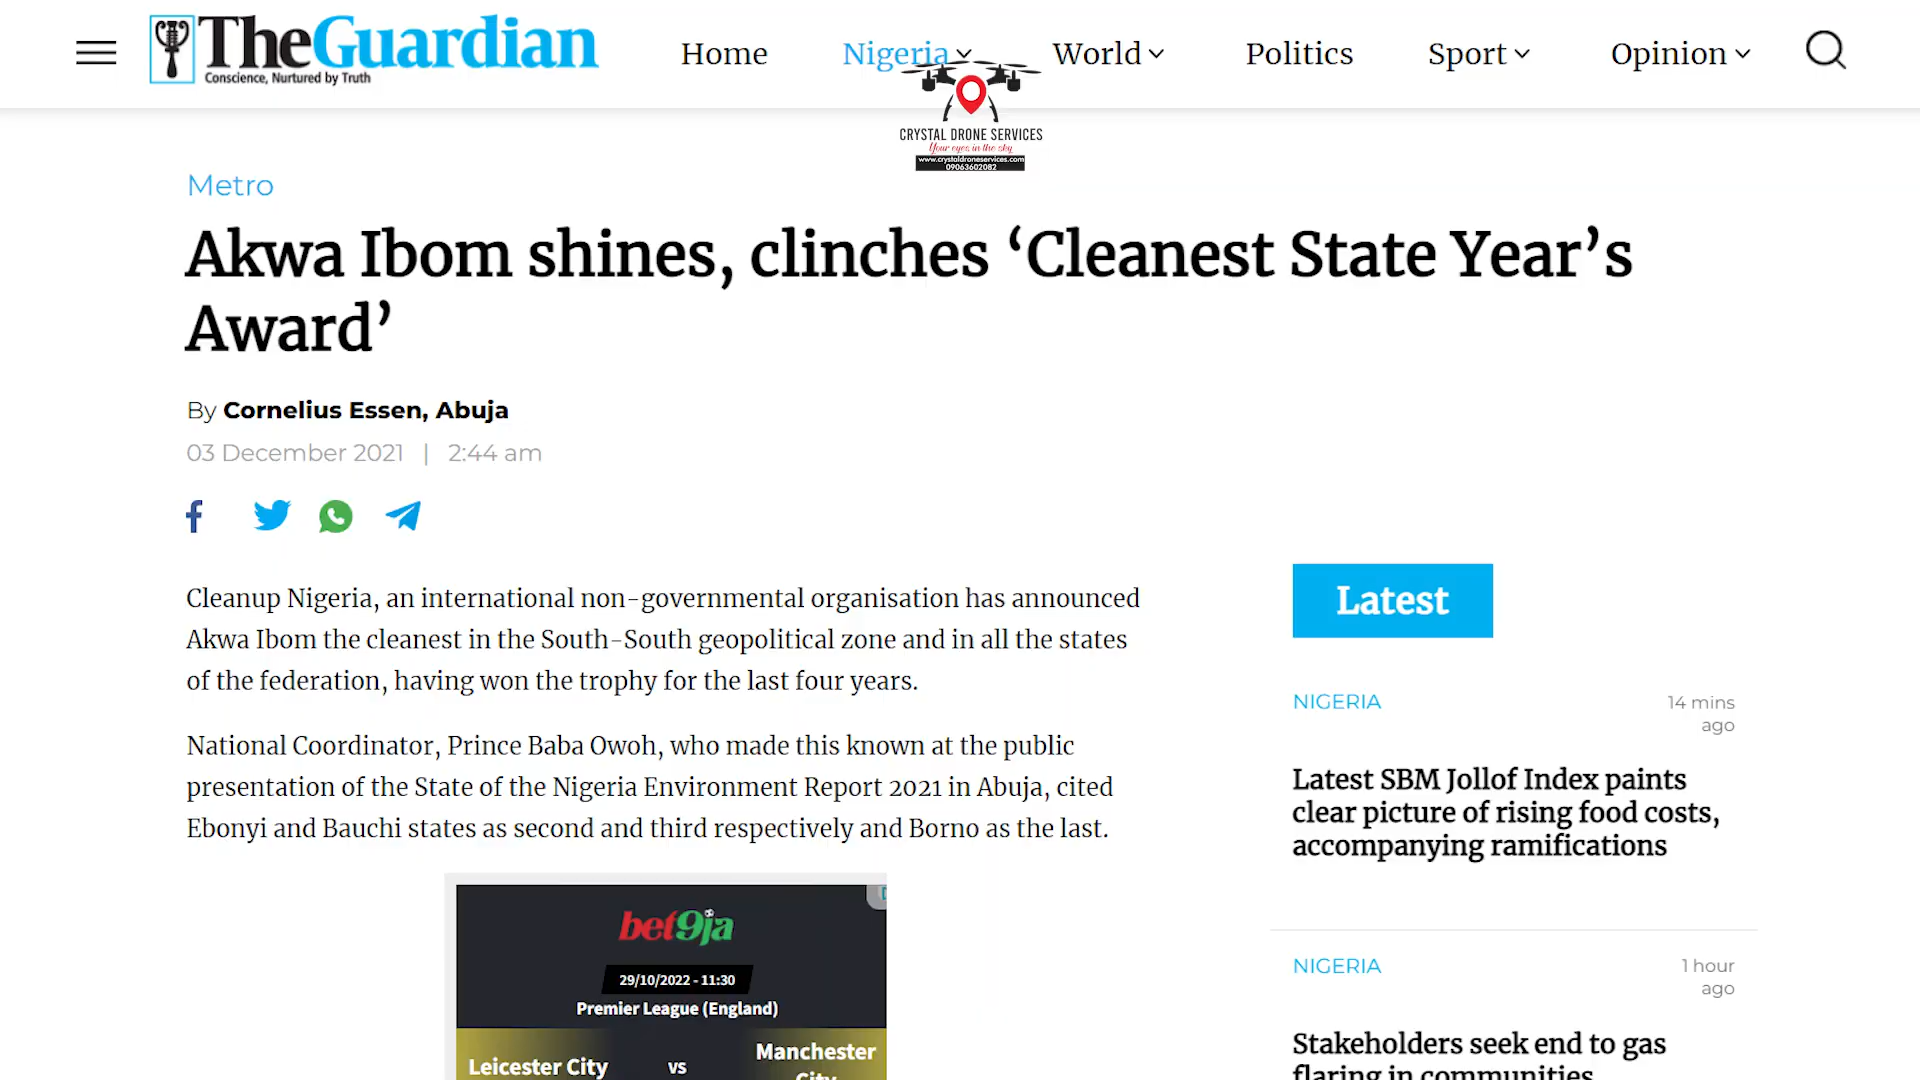 TheGuardian
Conscience, Nurtured by Truth
Home
Nigeria
World
Politics
Sport
Opinion
CRYSTAL DRONE SERVICES
Your eyes in the sky
www.crystaldroneservices.com
09063602082
Metro
Akwa Ibom shines, clinches ‘Cleanest State Year’s
Award’
By Cornelius Essen, Abuja
03 December 2021 | 2:44 am
Cleanup Nigeria, an international non-governmental organisation has announced
Akwa Ibom the cleanest in the South-South geopolitical zone and in all the states
of the federation, having won the trophy for the last four years.
National Coordinator, Prince Baba Owoh, who made this known at the public
presentation of the State of the Nigeria Environment Report 2021 in Abuja, cited
Ebonyi and Bauchi states as second and third respectively and Borno as the last.
bet9ja
29/10/2022 - 11:30
Premier League (England)
Leicester City
vs
Manchester
City
Latest
NIGERIA
14 mins
ago
Latest SBM Jollof Index paints
clear picture of rising food costs,
accompanying ramifications
NIGERIA
1 hour
ago
Stakeholders seek end to gas
flaring in communities